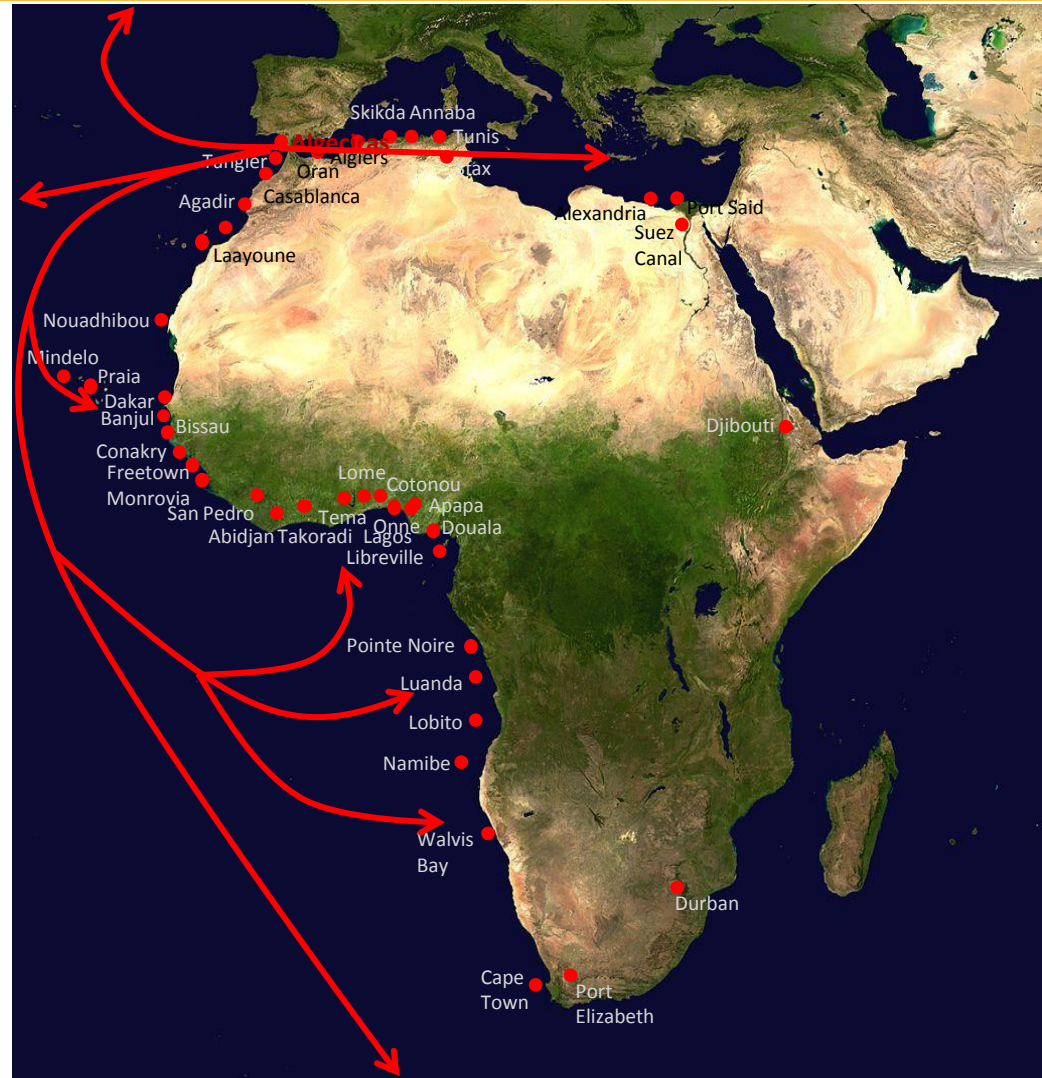 Skikda Annaba
Algeciras
Tunis
Tangier
Algiers
Sfax
Oran
Casablanca
Agadir
Alexandria
Port Said
Suez
Canal
Laayoune
Nouadhibou
Mindelo
Praia
Dakar
Banjul
Bissau
Djibouti
Conakry
Freetown
Monrovia
Lome
Cotonou
Apapa
San Pedro
Tema
Onne
Douala
Abidjan Takoradi
Lagos
Libreville
Pointe Noire
Luanda
Lobito
Namibe
Walvis
Bay
Durban
Cape
Town
Port
Elizabeth